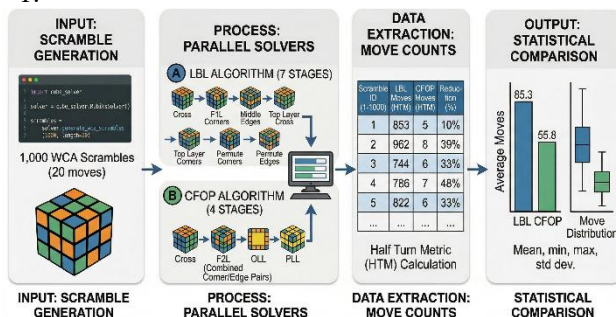 INPUT:
SCRAMBLE
GENERATION
import cube_solver
1,000 WCA Scrambles
(20 moves)
INPUT: SCRAMBLE
GENERATION
PROCESS:
PARALLEL SOLVERS
A LBL ALGORITHM (7 STAGES)
Cross
F1L
Corners
Middle
Edges
Top Layer
Cross
Top Layer
Corners
Permute
Corners
Permute
Edges
B CFOP ALGORITHM
(4 STAGES)
Cross
F2L
(Combined
Corner/Edge Pairs)
OLL
PLL
PROCESS:
PARALLEL SOLVERS
DATA
EXTRACTION:
MOVE COUNTS
Scramble ID (1-1000) LBL Moves (HTM) CFOP Moves (HTM) Reduction (%)
1 853 5 10%
2 962 8 39%
3 744 6 33%
4 786 7 48%
5 822 6 33%
... ... ... ...
Half Turn Metric
(HTM) Calculation
DATA EXTRACTION:
MOVE COUNTS
OUTPUT:
STATISTICAL
COMPARISON
Average Moves
85.3
55.8
LBL CFOP
Move
Distribution
Mean, min, max,
std dev.
STATISTICAL
COMPARISON